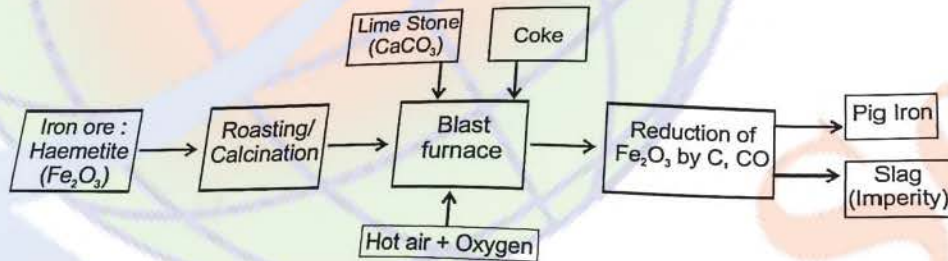 Lime Stone
(CaCO₃)
Coke
Iron ore :
Haemetite
(Fe₂O₃)
Roasting/
Calcination
Blast
furnace
Reduction of
Fe₂O₃ by C, CO
Pig Iron
Slag
(Imperity)
Hot air + Oxygen